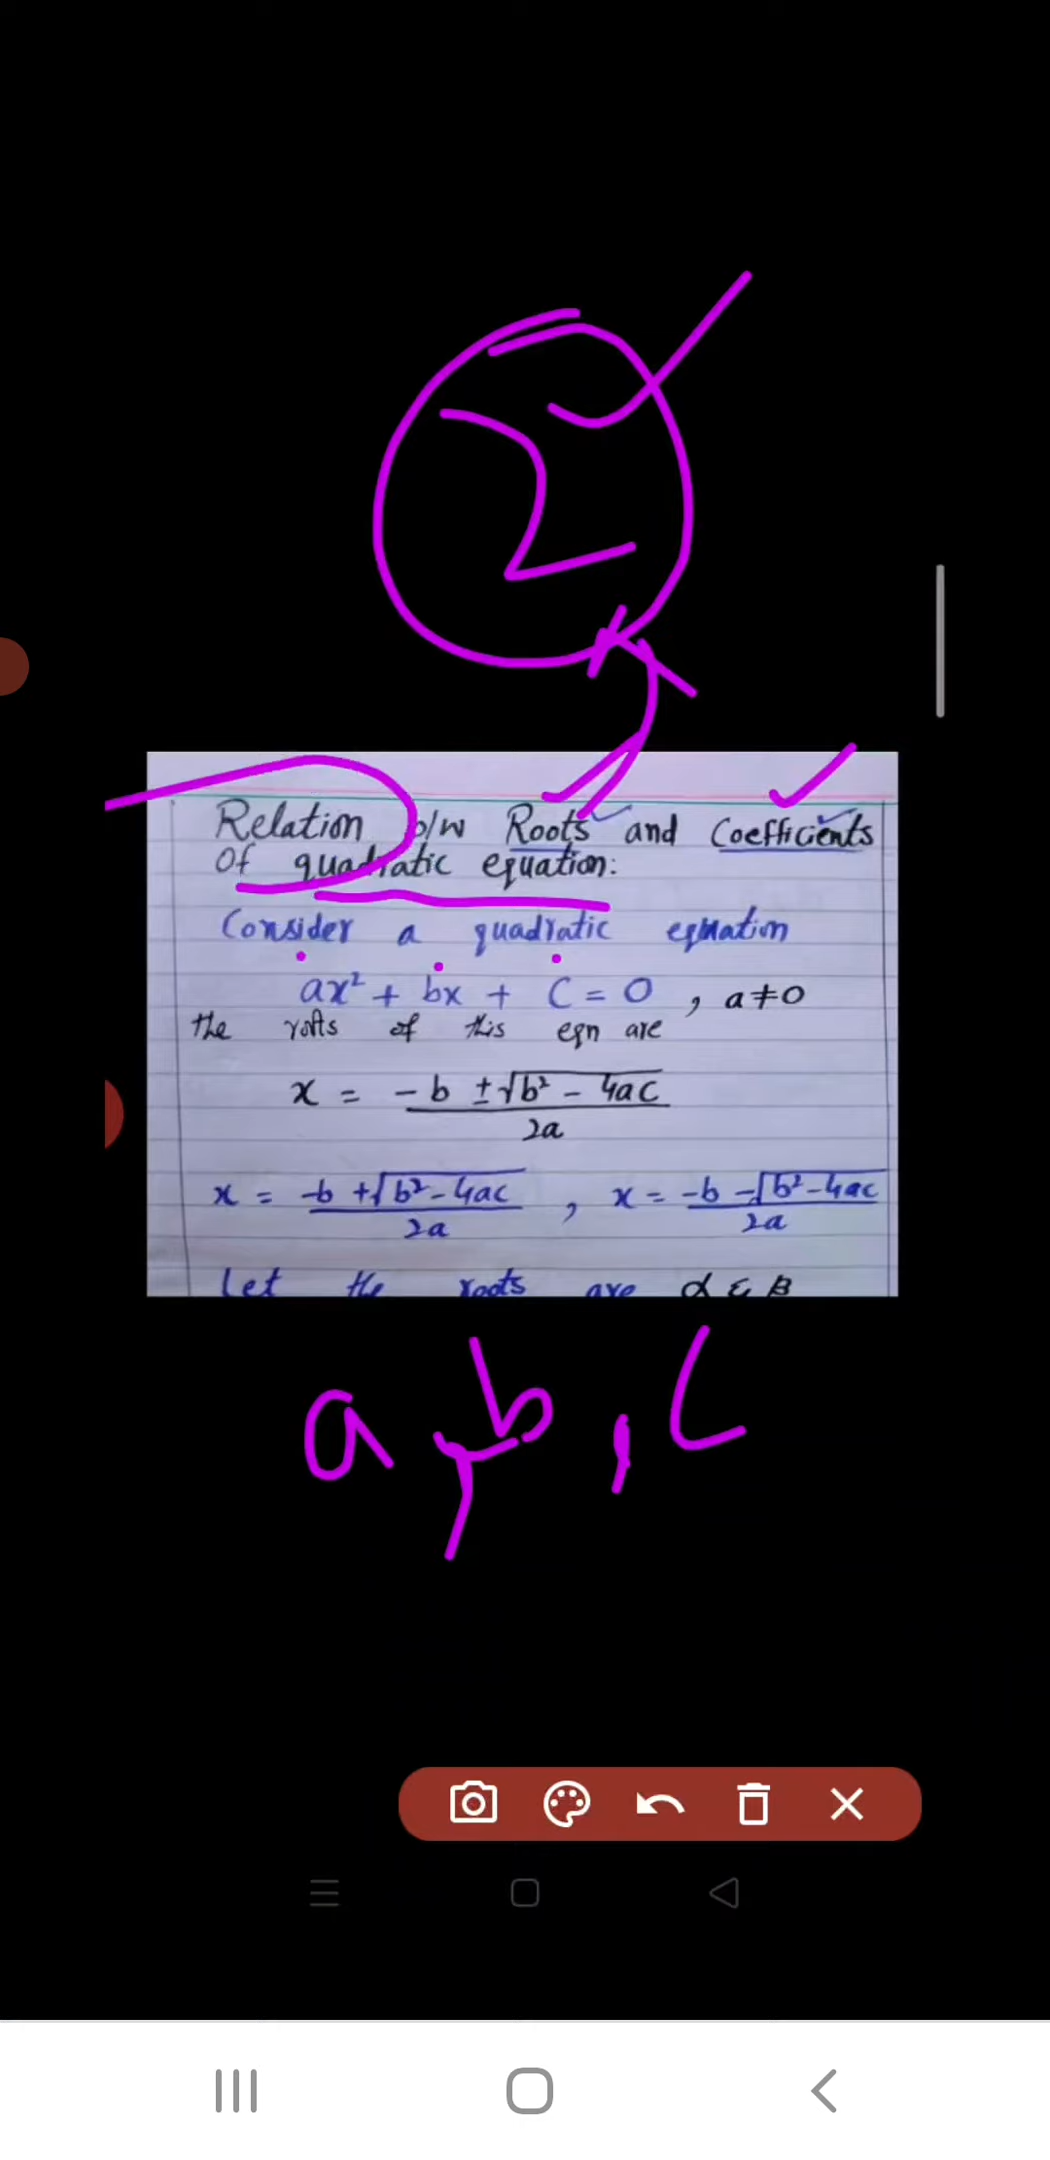 2
Relation b/w Roots and Coefficients
Of quadratic equation:
Consider a quadratic equation
ax² + bx + C = 0 , a≠0
the roots of this eqn are
x = -b ±√b² - 4ac
2a
x = -b +√b² - 4ac , x = -b -√b² - 4ac
2a 2a
Let the roots are α & β
a, b, c